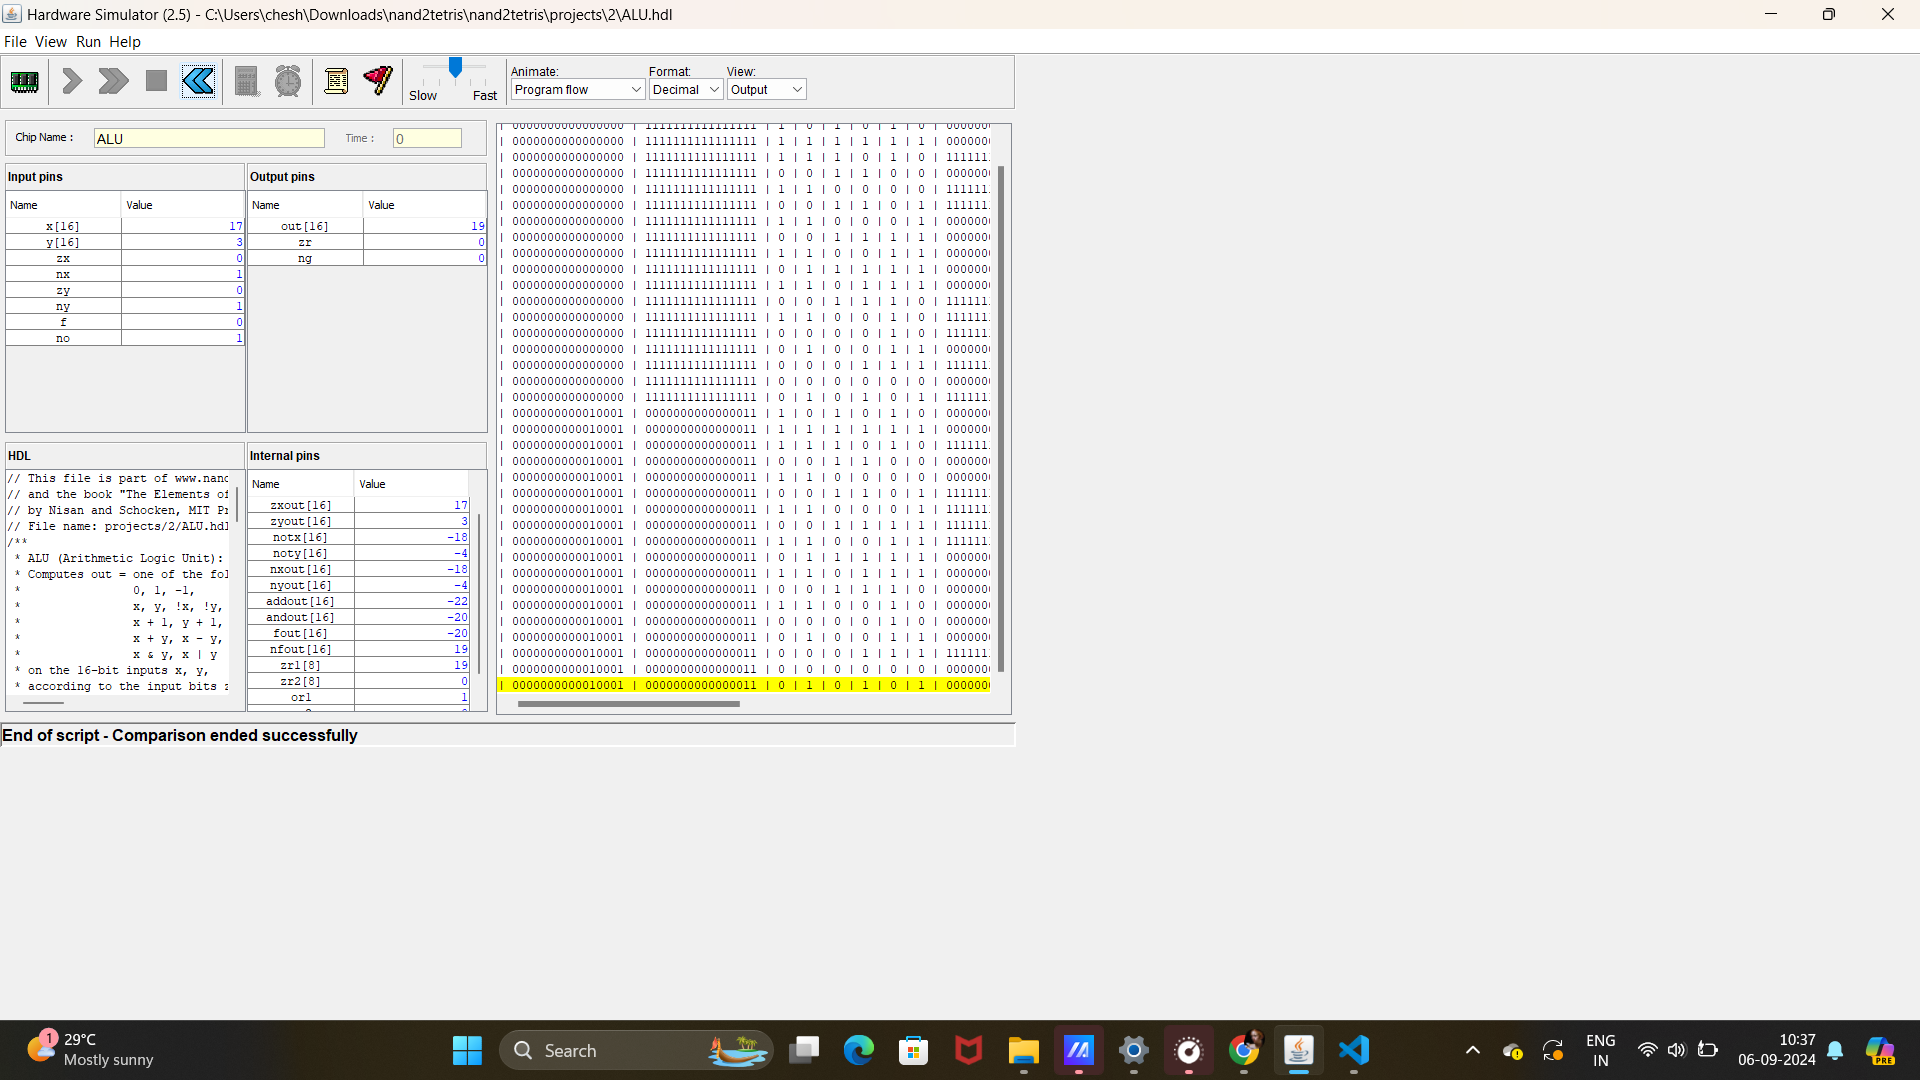 Hardware Simulator (2.5) - C:\Users\chesh\Downloads\nand2tetris\nand2tetris\projects\2\ALU.hdl
File View Run Help
Slow Fast
Animate: Format: View:
Program flow Decimal Output
Chip Name : ALU Time : 0
Input pins
Name Value
x[16] 17
y[16] 3
zx 0
nx 1
zy 0
ny 1
f 0
no 1
Output pins
Name Value
out[16] 19
zr 0
ng 0
HDL
// This file is part of www.nand
// and the book "The Elements of
// by Nisan and Schocken, MIT Pr
// File name: projects/2/ALU.hdl
/**
* ALU (Arithmetic Logic Unit):
* Computes out = one of the fol
* 0, 1, -1,
* x, y, !x, !y,
* x + 1, y + 1,
* x + y, x - y,
* x & y, x | y
* on the 16-bit inputs x, y,
* according to the input bits z
Internal pins
Name Value
zxout[16] 17
zyout[16] 3
notx[16] -18
noty[16] -4
nxout[16] -18
nyout[16] -4
addout[16] -22
andout[16] -20
fout[16] -20
nfout[16] 19
zr1[8] 19
zr2[8] 0
or1 1
| 0000000000000000 | 1111111111111111 | 1 | 0 | 1 | 0 | 1 | 0 | 000000
| 0000000000000000 | 1111111111111111 | 1 | 1 | 1 | 1 | 1 | 1 | 000000
| 0000000000000000 | 1111111111111111 | 1 | 1 | 1 | 0 | 1 | 0 | 111111
| 0000000000000000 | 1111111111111111 | 0 | 0 | 1 | 1 | 0 | 0 | 000000
| 0000000000000000 | 1111111111111111 | 1 | 1 | 0 | 0 | 0 | 0 | 111111
| 0000000000000000 | 1111111111111111 | 0 | 0 | 1 | 1 | 0 | 1 | 111111
| 0000000000000000 | 1111111111111111 | 1 | 1 | 0 | 0 | 0 | 1 | 000000
| 0000000000000000 | 1111111111111111 | 0 | 0 | 1 | 1 | 1 | 1 | 000000
| 0000000000000000 | 1111111111111111 | 1 | 1 | 0 | 0 | 1 | 1 | 000000
| 0000000000000000 | 1111111111111111 | 0 | 1 | 1 | 1 | 1 | 1 | 000000
| 0000000000000000 | 1111111111111111 | 1 | 1 | 0 | 1 | 1 | 1 | 000000
| 0000000000000000 | 1111111111111111 | 0 | 0 | 1 | 1 | 1 | 0 | 111111
| 0000000000000000 | 1111111111111111 | 1 | 1 | 0 | 0 | 1 | 0 | 111111
| 0000000000000000 | 1111111111111111 | 0 | 0 | 0 | 0 | 1 | 0 | 111111
| 0000000000000000 | 1111111111111111 | 0 | 1 | 0 | 0 | 1 | 1 | 000000
| 0000000000000000 | 1111111111111111 | 0 | 0 | 0 | 1 | 1 | 1 | 111111
| 0000000000000000 | 1111111111111111 | 0 | 0 | 0 | 0 | 0 | 0 | 000000
| 0000000000000000 | 1111111111111111 | 0 | 1 | 0 | 1 | 0 | 1 | 111111
| 0000000000010001 | 0000000000000011 | 1 | 0 | 1 | 0 | 1 | 0 | 000000
| 0000000000010001 | 0000000000000011 | 1 | 1 | 1 | 1 | 1 | 1 | 000000
| 0000000000010001 | 0000000000000011 | 1 | 1 | 1 | 0 | 1 | 0 | 111111
| 0000000000010001 | 0000000000000011 | 0 | 0 | 1 | 1 | 0 | 0 | 000000
| 0000000000010001 | 0000000000000011 | 1 | 1 | 0 | 0 | 0 | 0 | 000000
| 0000000000010001 | 0000000000000011 | 0 | 0 | 1 | 1 | 0 | 1 | 111111
| 0000000000010001 | 0000000000000011 | 1 | 1 | 0 | 0 | 0 | 1 | 111111
| 0000000000010001 | 0000000000000011 | 0 | 0 | 1 | 1 | 1 | 1 | 111111
| 0000000000010001 | 0000000000000011 | 1 | 1 | 0 | 0 | 1 | 1 | 111111
| 0000000000010001 | 0000000000000011 | 0 | 1 | 1 | 1 | 1 | 1 | 000000
| 0000000000010001 | 0000000000000011 | 1 | 1 | 0 | 1 | 1 | 1 | 000000
| 0000000000010001 | 0000000000000011 | 0 | 0 | 1 | 1 | 1 | 0 | 000000
| 0000000000010001 | 0000000000000011 | 1 | 1 | 0 | 0 | 1 | 0 | 000000
| 0000000000010001 | 0000000000000011 | 0 | 0 | 0 | 0 | 1 | 0 | 000000
| 0000000000010001 | 0000000000000011 | 0 | 1 | 0 | 0 | 1 | 1 | 000000
| 0000000000010001 | 0000000000000011 | 0 | 0 | 0 | 1 | 1 | 1 | 111111
| 0000000000010001 | 0000000000000011 | 0 | 0 | 0 | 0 | 0 | 0 | 000000
| 0000000000010001 | 0000000000000011 | 0 | 1 | 0 | 1 | 0 | 1 | 000000
End of script - Comparison ended successfully
1
29°C
Mostly sunny
Search
ENG
IN
10:37
06-09-2024
PRE